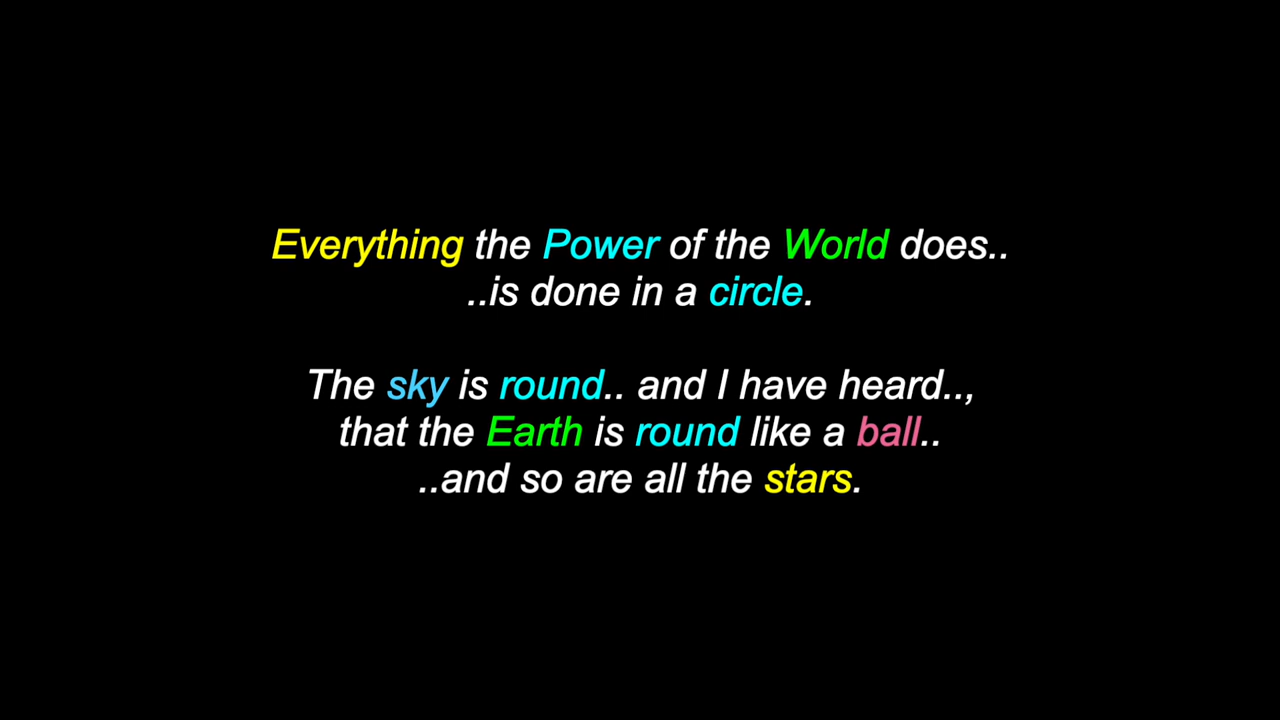 Everything the Power of the World does..
..is done in a circle.
The sky is round.. and I have heard..,
that the Earth is round like a ball..
..and so are all the stars.